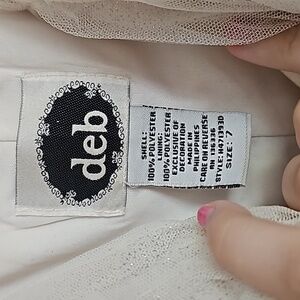 deb
SHELL:
100% POLYESTER
LINING:
100% POLYESTER
EXCLUSIVE OF
DECORATION
MADE IN
PHILIPPINES
CARE ON REVERSE
STYLE: H47393D
SIZE: 7